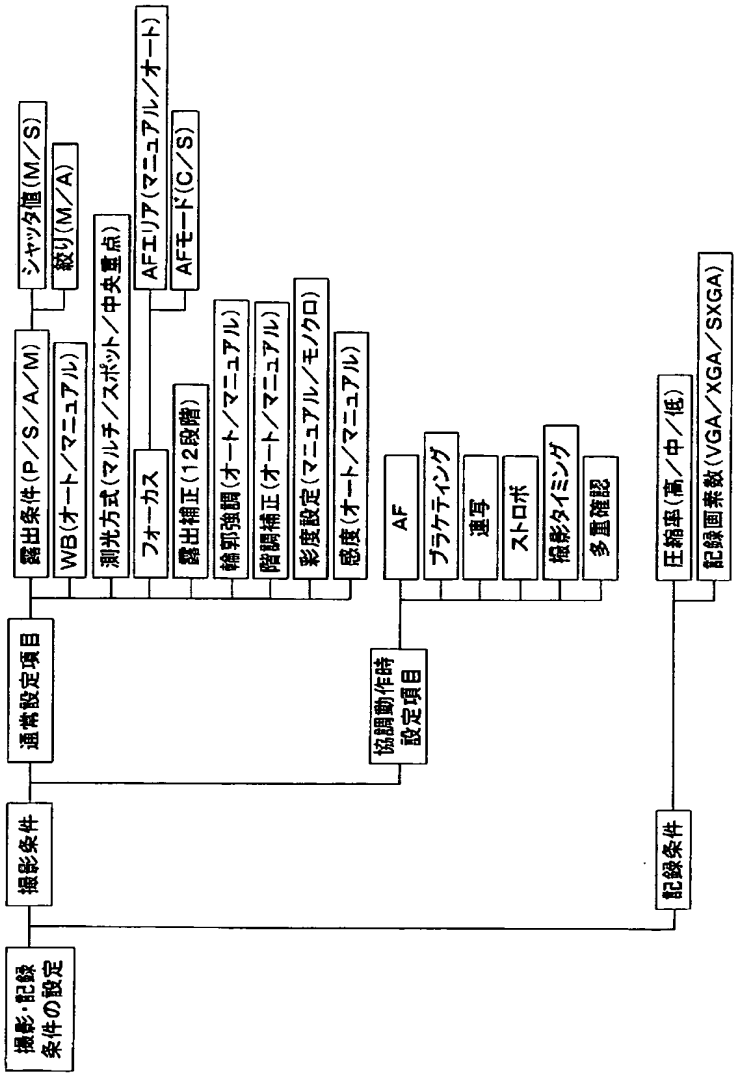 撮影・記録
条件の設定
撮影条件
通常設定項目
露出条件(P/S/A/M)
シャッタ値(M/S)
絞り(M/A)
WB(オート/マニュアル)
測光方式(マルチ/スポット/中央重点)
フォーカス
AFエリア(マニュアル/オート)
AFモード(C/S)
露出補正(12段階)
輪郭強調(オート/マニュアル)
階調補正(オート/マニュアル)
彩度設定(マニュアル/モノクロ)
感度(オート/マニュアル)
協調動作時
設定項目
AF
ブラケティング
連写
ストロボ
撮影タイミング
多重確認
記録条件
圧縮率(高/中/低)
記録画素数(VGA/XGA/SXGA)